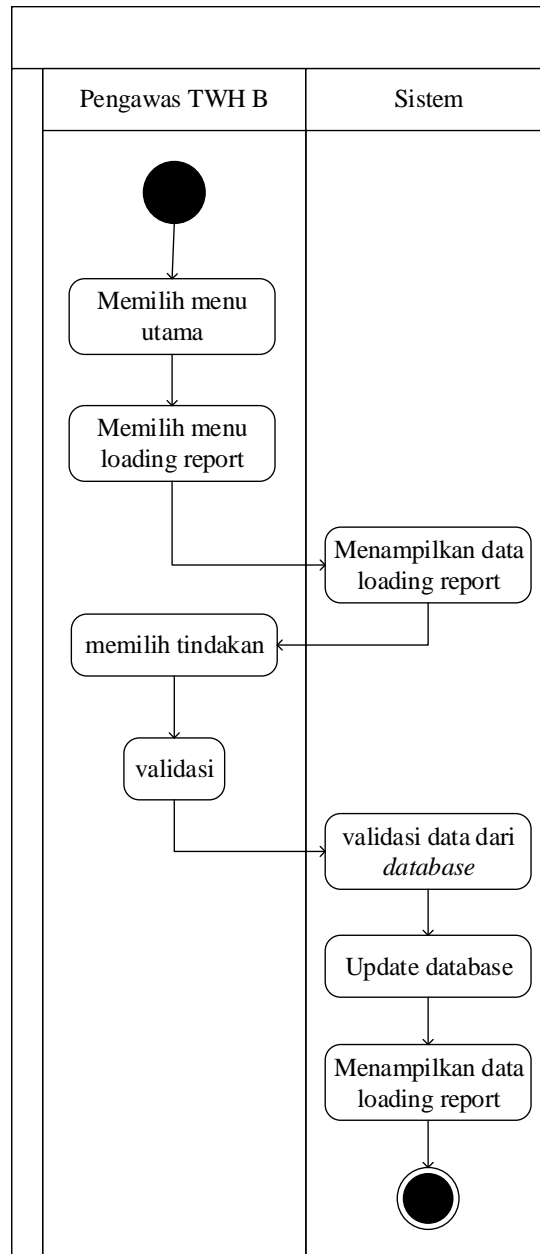 Pengawas TWH B
Sistem
Memilih menu
utama
Memilih menu
loading report
Menampilkan data
loading report
memilih tindakan
validasi
validasi data dari
database
Update database
Menampilkan data
loading report